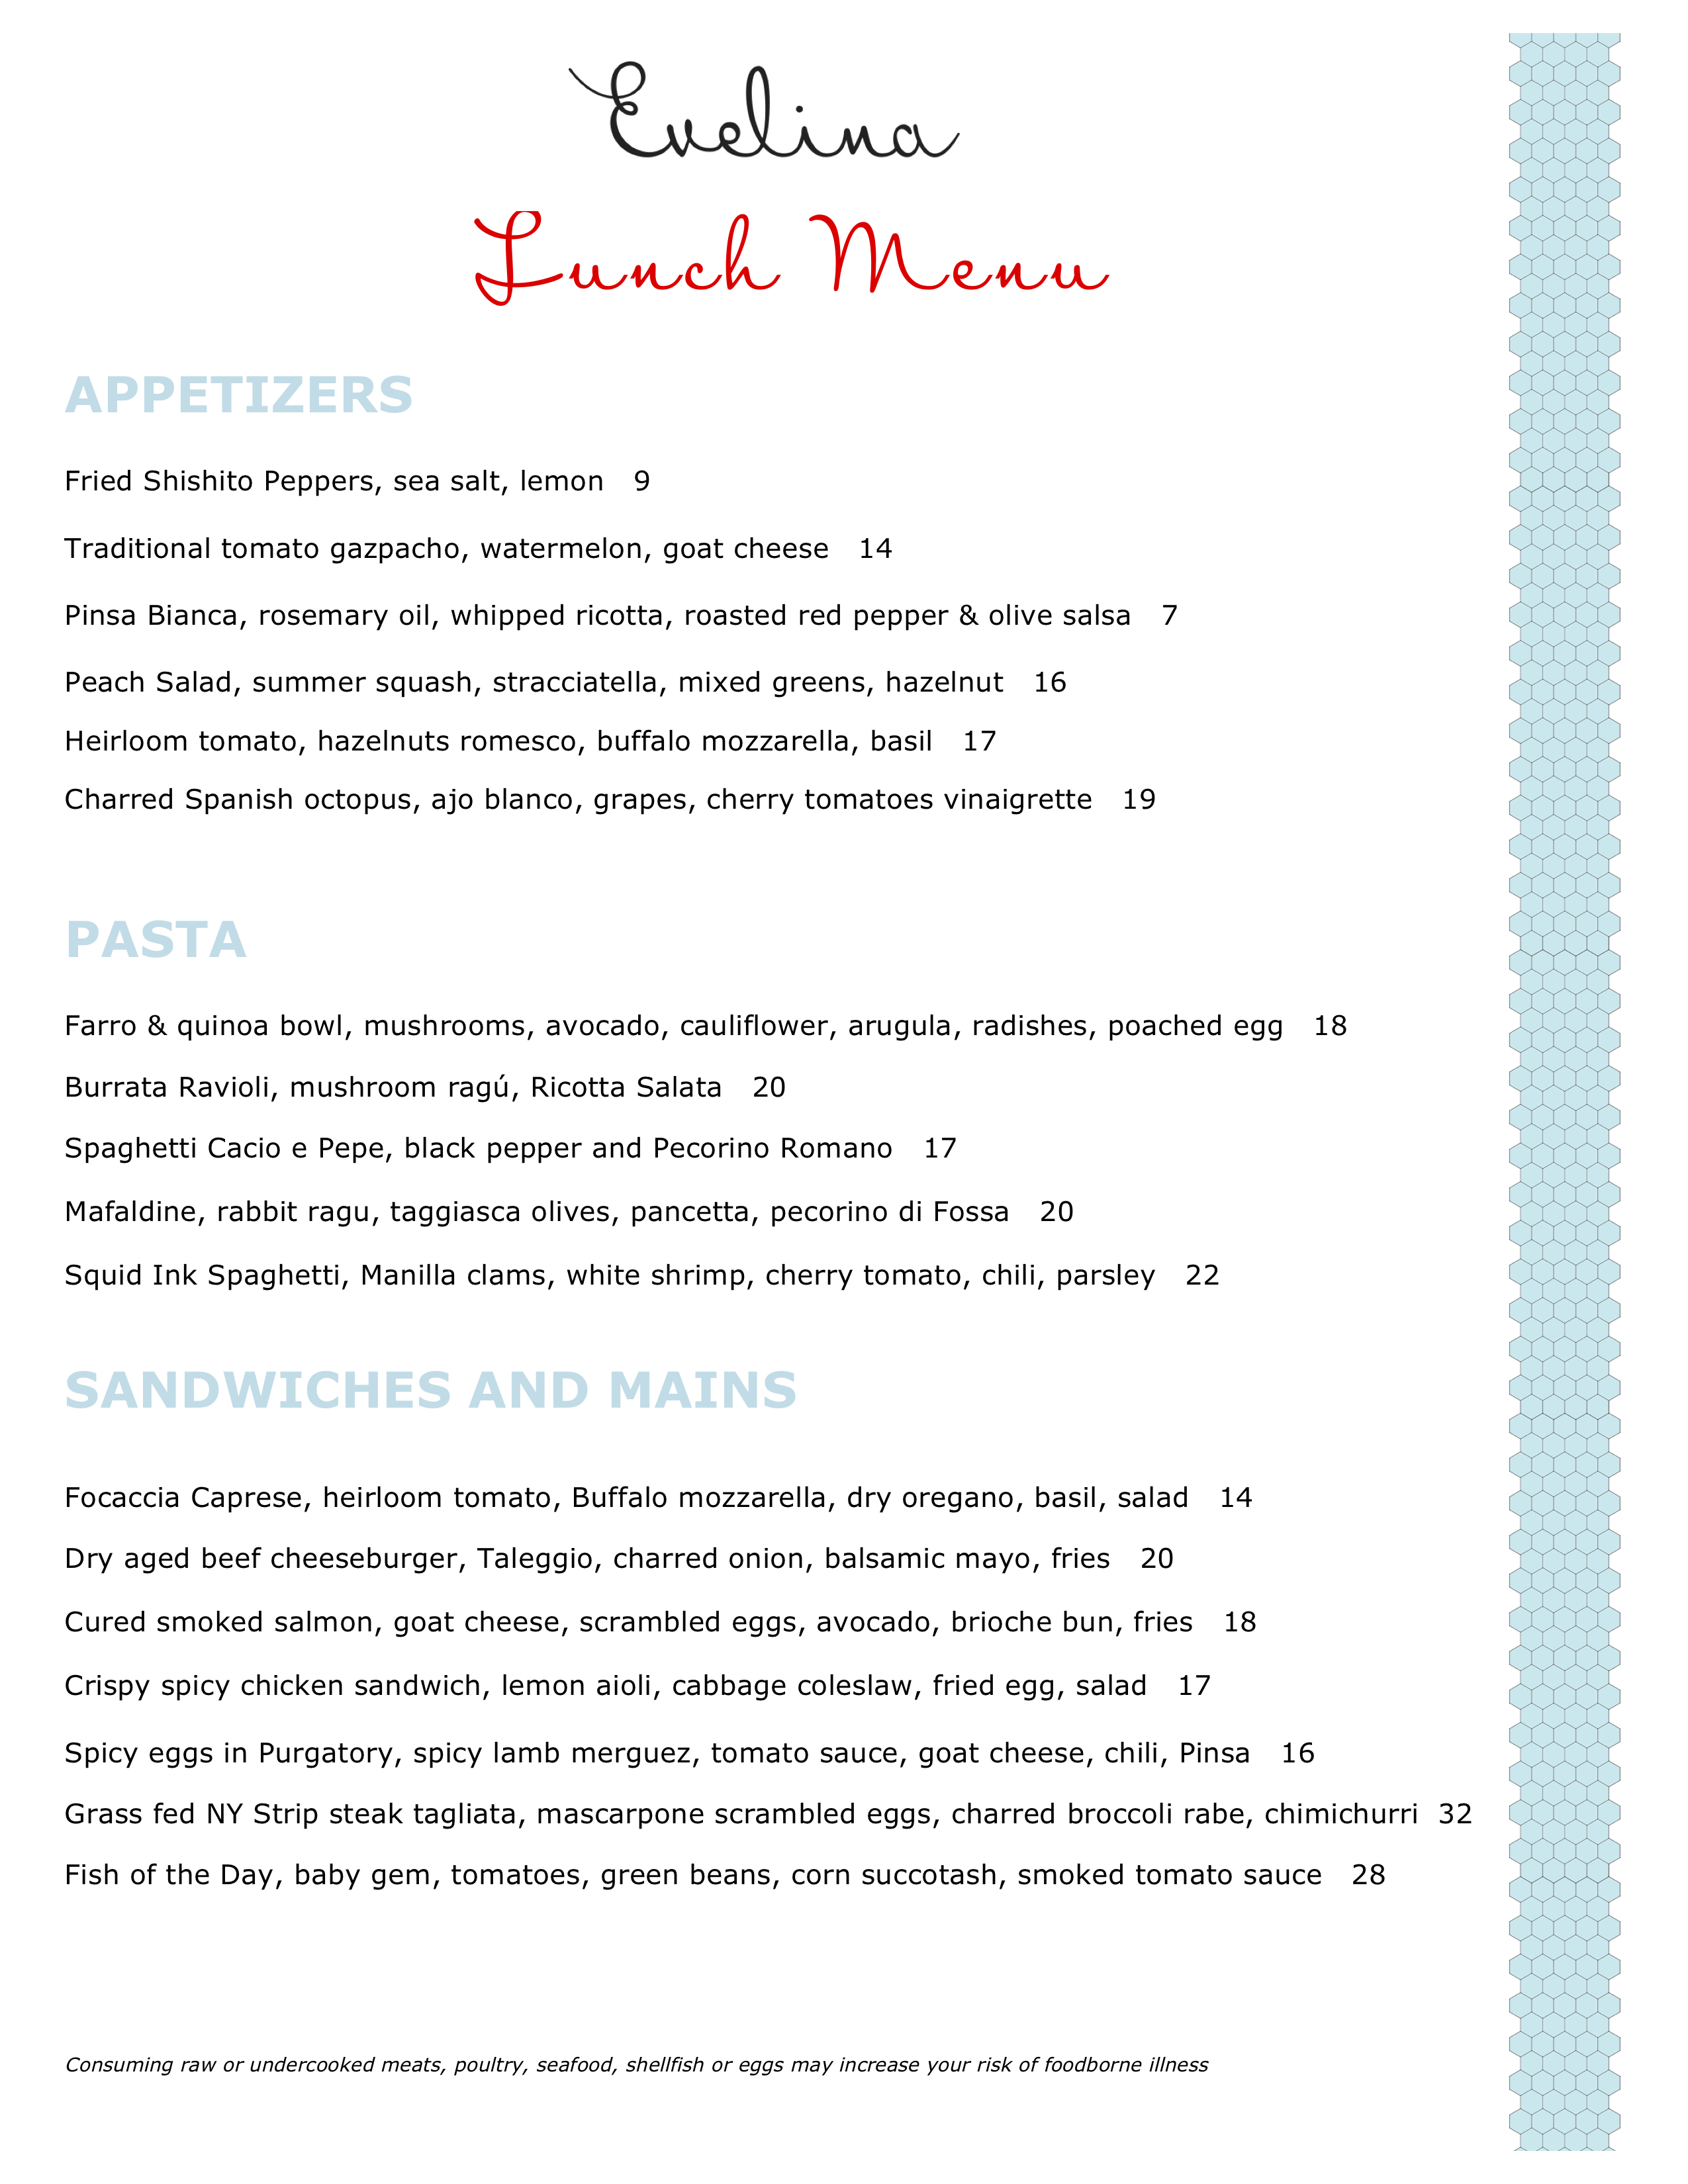 Evelina
Lunch Menu
APPETIZERS
Fried Shishito Peppers, sea salt, lemon 9
Traditional tomato gazpacho, watermelon, goat cheese 14
Pinsa Bianca, rosemary oil, whipped ricotta, roasted red pepper & olive salsa 7
Peach Salad, summer squash, stracciatella, mixed greens, hazelnut 16
Heirloom tomato, hazelnuts romesco, buffalo mozzarella, basil 17
Charred Spanish octopus, ajo blanco, grapes, cherry tomatoes vinaigrette 19
PASTA
Farro & quinoa bowl, mushrooms, avocado, cauliflower, arugula, radishes, poached egg 18
Burrata Ravioli, mushroom ragú, Ricotta Salata 20
Spaghetti Cacio e Pepe, black pepper and Pecorino Romano 17
Mafaldine, rabbit ragu, taggiasca olives, pancetta, pecorino di Fossa 20
Squid Ink Spaghetti, Manilla clams, white shrimp, cherry tomato, chili, parsley 22
SANDWICHES AND MAINS
Focaccia Caprese, heirloom tomato, Buffalo mozzarella, dry oregano, basil, salad 14
Dry aged beef cheeseburger, Taleggio, charred onion, balsamic mayo, fries 20
Cured smoked salmon, goat cheese, scrambled eggs, avocado, brioche bun, fries 18
Crispy spicy chicken sandwich, lemon aioli, cabbage coleslaw, fried egg, salad 17
Spicy eggs in Purgatory, spicy lamb merguez, tomato sauce, goat cheese, chili, Pinsa 16
Grass fed NY Strip steak tagliata, mascarpone scrambled eggs, charred broccoli rabe, chimichurri 32
Fish of the Day, baby gem, tomatoes, green beans, corn succotash, smoked tomato sauce 28
Consuming raw or undercooked meats, poultry, seafood, shellfish or eggs may increase your risk of foodborne illness